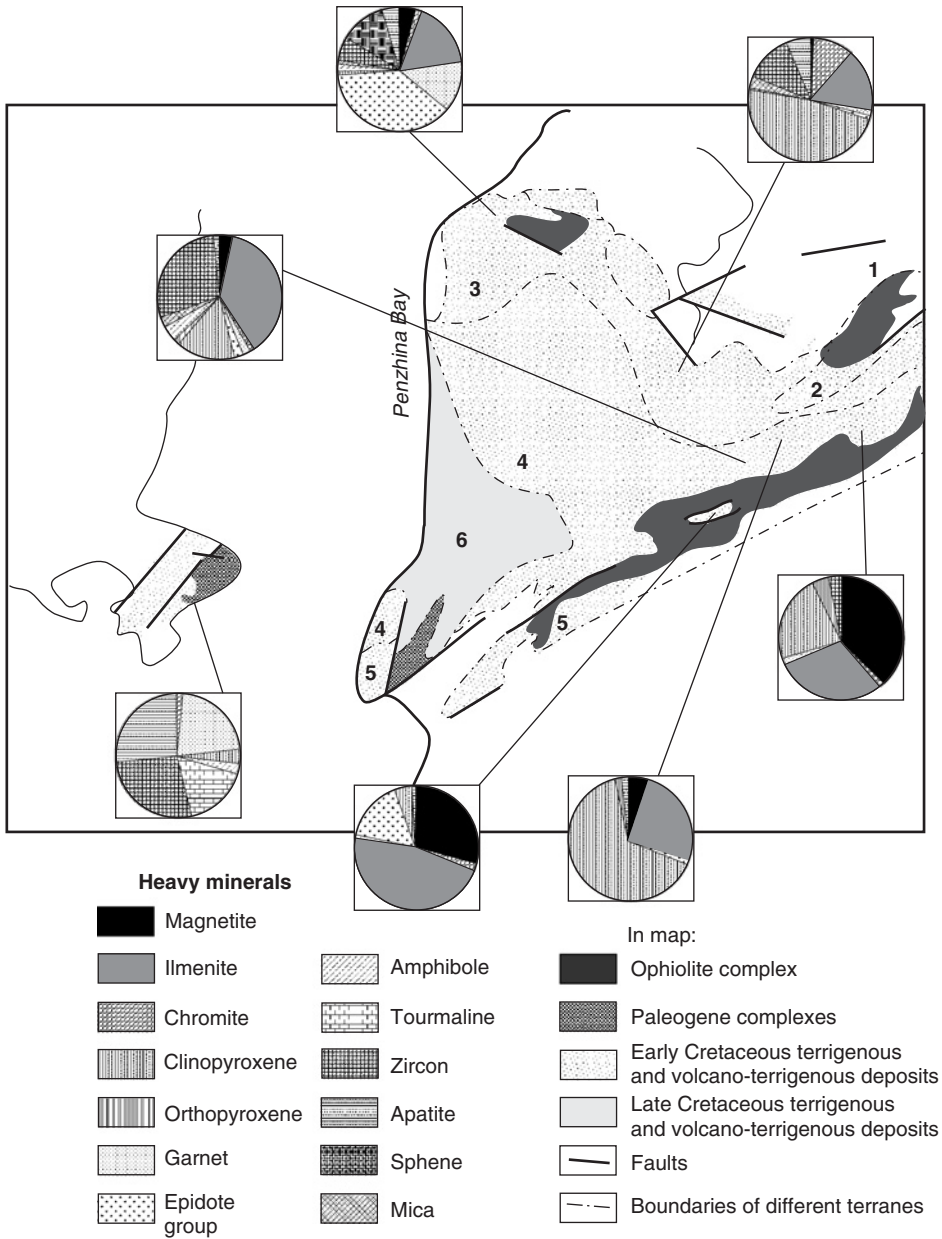 1
3
Penzhina Bay
2
4
6
4
5
5
Heavy minerals
Magnetite
Ilmenite
Chromite
Clinopyroxene
Orthopyroxene
Garnet
Epidote
group
Amphibole
Tourmaline
Zircon
Apatite
Sphene
Mica
In map:
Ophiolite complex
Paleogene complexes
Early Cretaceous terrigenous
and volcano-terrigenous deposits
Late Cretaceous terrigenous
and volcano-terrigenous deposits
Faults
Boundaries of different terranes